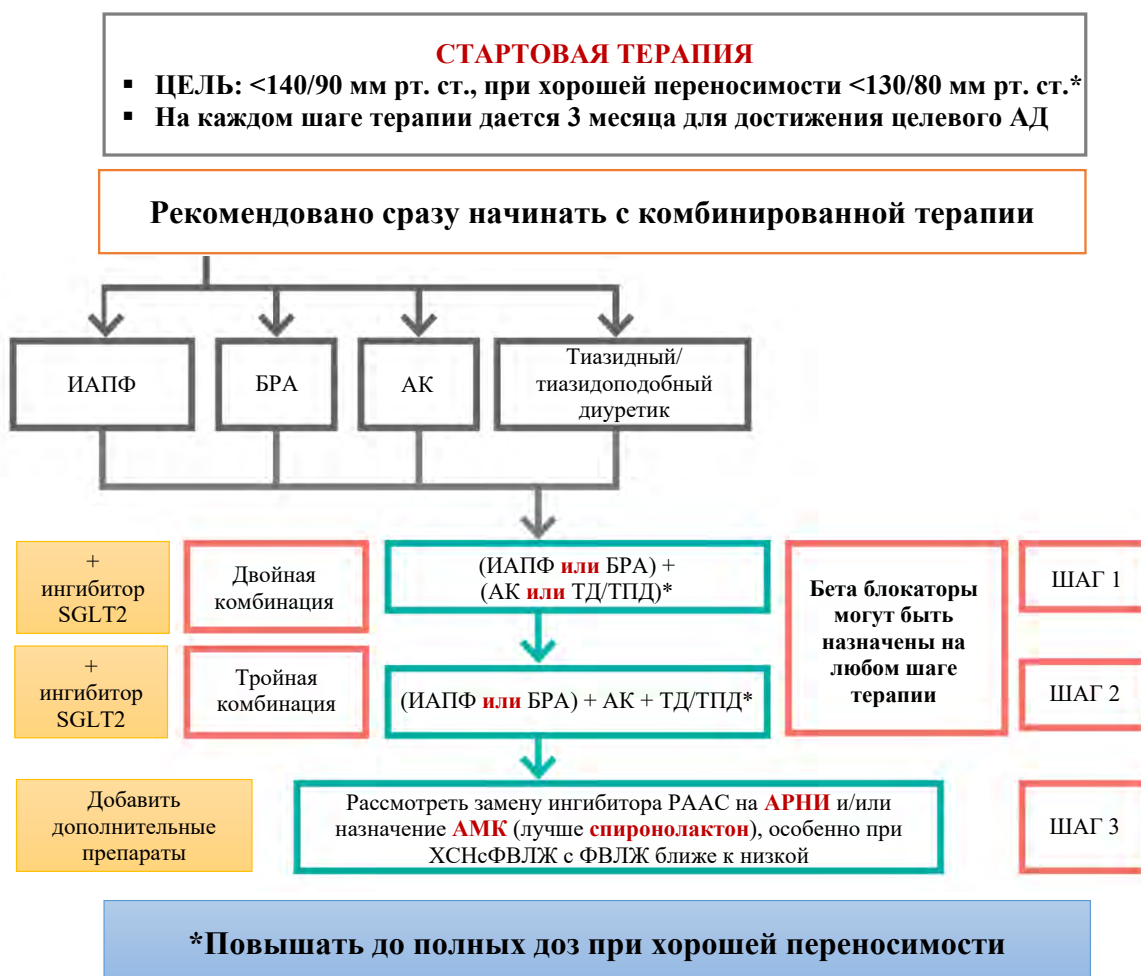 СТАРТОВАЯ ТЕРАПИЯ
▪ ЦЕЛЬ: <140/90 мм рт. ст., при хорошей переносимости <130/80 мм рт. ст.*
▪ На каждом шаге терапии дается 3 месяца для достижения целевого АД
Рекомендовано сразу начинать с комбинированной терапии
ИАПФ
БРА
АК
Тиазидный/
тиазидоподобный
диуретик
+
ингибитор
SGLT2
Двойная
комбинация
(ИАПФ или БРА) +
(АК или ТД/ТПД)*
Бета блокаторы
могут быть
назначены на
любом шаге
терапии
ШАГ 1
+
ингибитор
SGLT2
Тройная
комбинация
(ИАПФ или БРА) + АК + ТД/ТПД*
ШАГ 2
Добавить
дополнительные
препараты
Рассмотреть замену ингибитора РААС на АРНИ и/или
назначение АМК (лучше спиронолактон), особенно при
ХСНсФВЛЖ с ФВЛЖ ближе к низкой
ШАГ 3
*Повышать до полных доз при хорошей переносимости